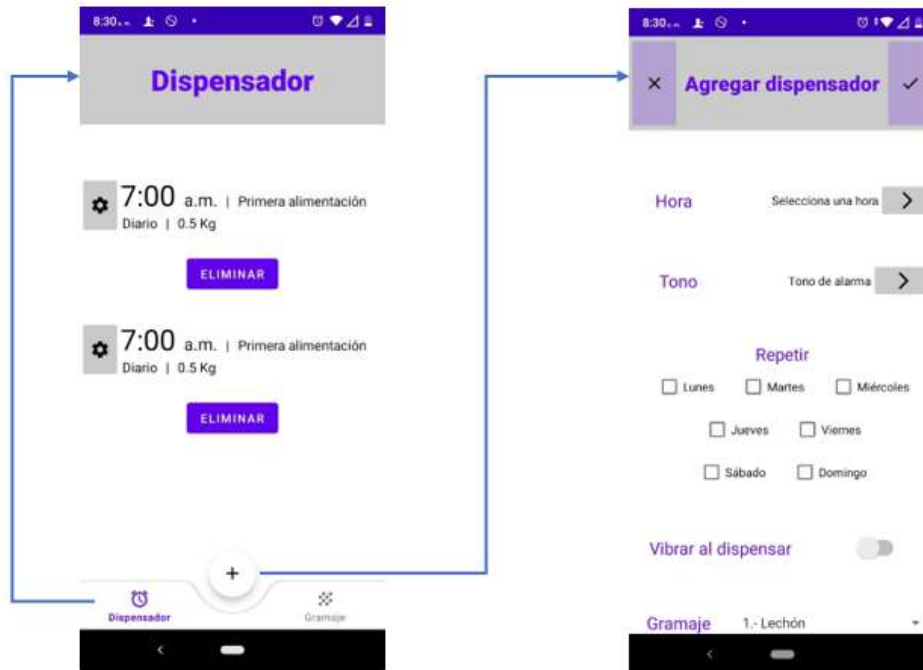 8:30 a.m.
Dispensador
7:00 a.m. | Primera alimentación
Diario | 0.5 Kg
ELIMINAR
7:00 a.m. | Primera alimentación
Diario | 0.5 Kg
ELIMINAR
+
Dispensador
Gramaje
8:30 a.m.
Agregar dispensador
Hora
Selecciona una hora
Tono
Tono de alarma
Repetir
Lunes
Martes
Miércoles
Jueves
Viernes
Sábado
Domingo
Vibrar al dispensar
Gramaje
1.- Lechón